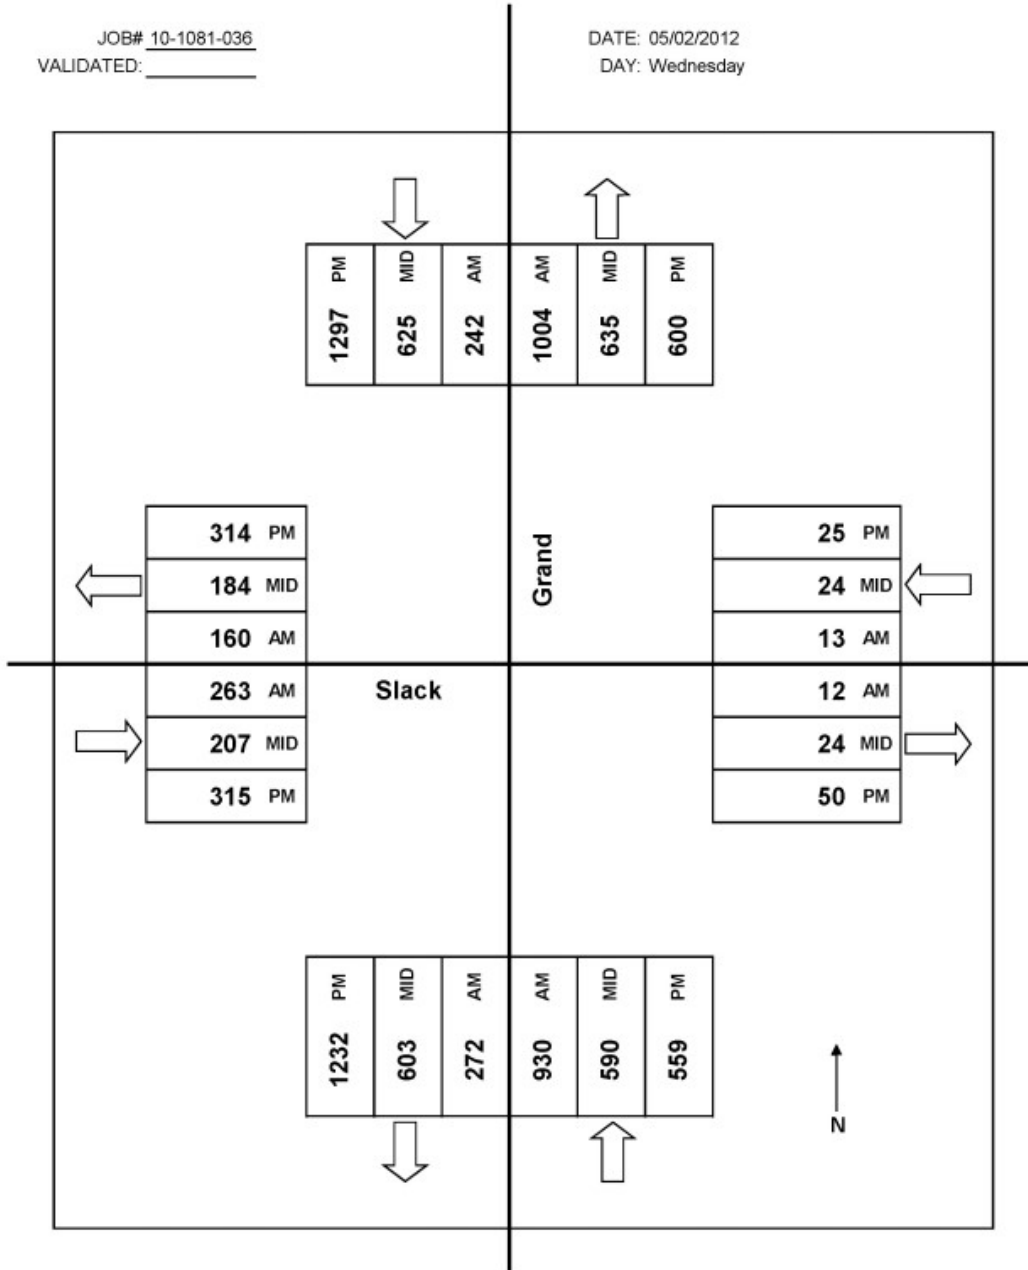 JOB# 10-1081-036
VALIDATED:
DATE: 05/02/2012
DAY: Wednesday
PM MID AM AM MID PM
1297 625 242 1004 635 600
314 PM
184 MID
160 AM
263 AM
207 MID
315 PM
Grand
Slack
25 PM
24 MID
13 AM
12 AM
24 MID
50 PM
PM MID AM AM MID PM
1232 603 272 930 590 559
N